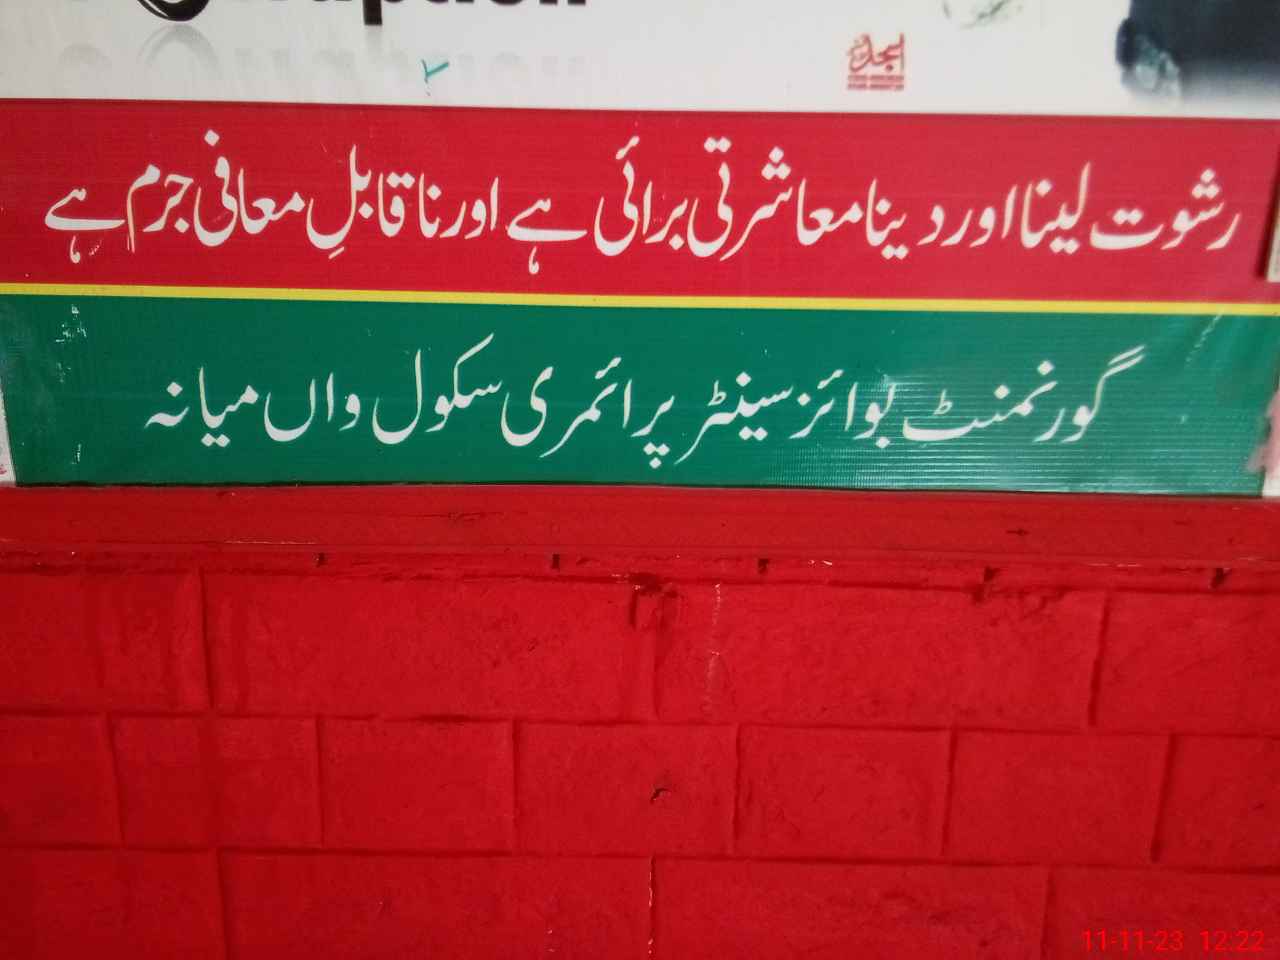 رشوت لینا اور دینا معاشرتی برائی ہے اور ناقابلِ معافی جرم ہے
گورنمنٹ بوائز سینٹر پرائمری سکول واں میانہ
11-11-23 12:22